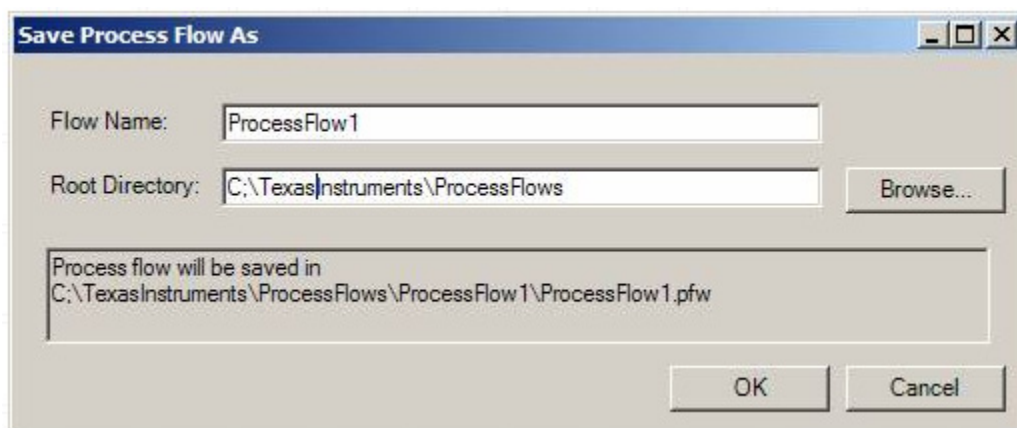 Save Process Flow As
Flow Name: ProcessFlow1
Root Directory: C;\TexasInstruments\ProcessFlows Browse...
Process flow will be saved in
C;\TexasInstruments\ProcessFlows\ProcessFlow1\ProcessFlow1.pfw
OK Cancel